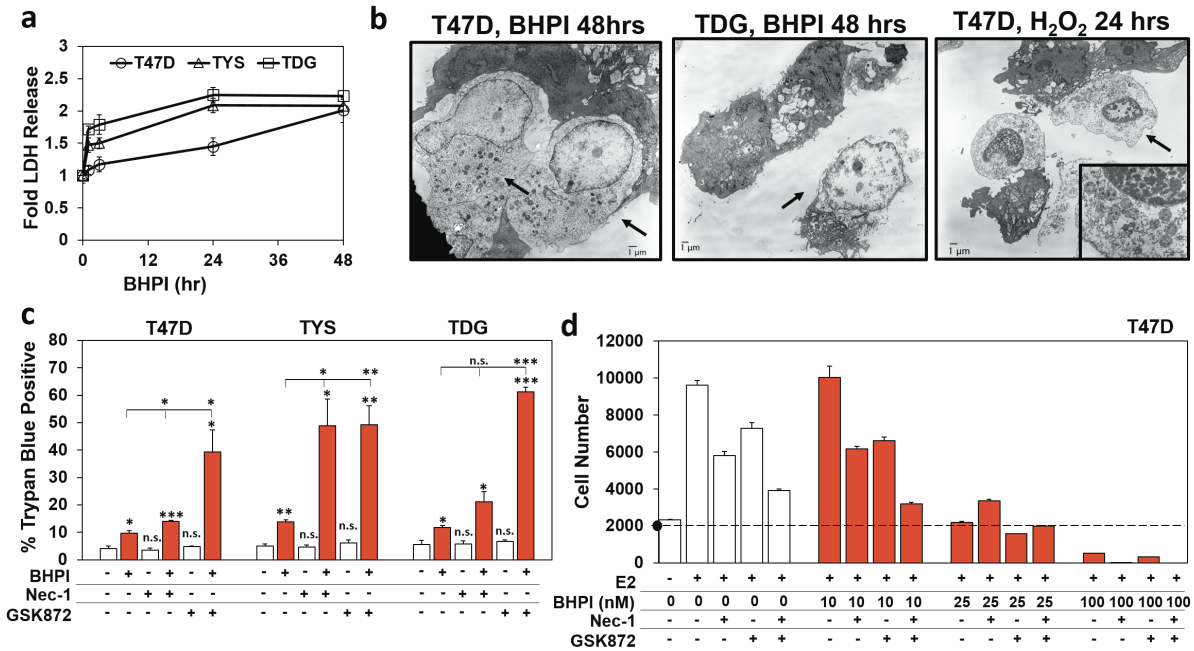 a
3
2.5
2
1.5
1
0.5
0
T47D TYS TDG
Fold LDH Release
0 12 24 36 48
BHPI (hr)
b
T47D, BHPI 48hrs
TDG, BHPI 48 hrs
T47D, H2O2 24 hrs
1 µm
1 µm
1 µm
c
T47D TYS TDG
80
70
60
50
40
30
20
10
0
% Trypan Blue Positive
* * *
* n.s. *** n.s. *
* **
** n.s. * n.s. **
n.s. ***
* n.s. * n.s. ***
BHPI - + - + - + - + - + - + - + - + - +
Nec-1 - - + + - - + + - - + +
GSK872 - - + + - - + + - - + +
d
T47D
12000
10000
8000
6000
4000
2000
0
Cell Number
E2 - + + + + + + + + + + + + + + + +
BHPI (nM) 0 0 0 0 0 10 10 10 10 25 25 25 25 100 100 100 100
Nec-1 - - + - + - + - + - + - + - + - +
GSK872 - - - + + - - + + - - + + - - + +